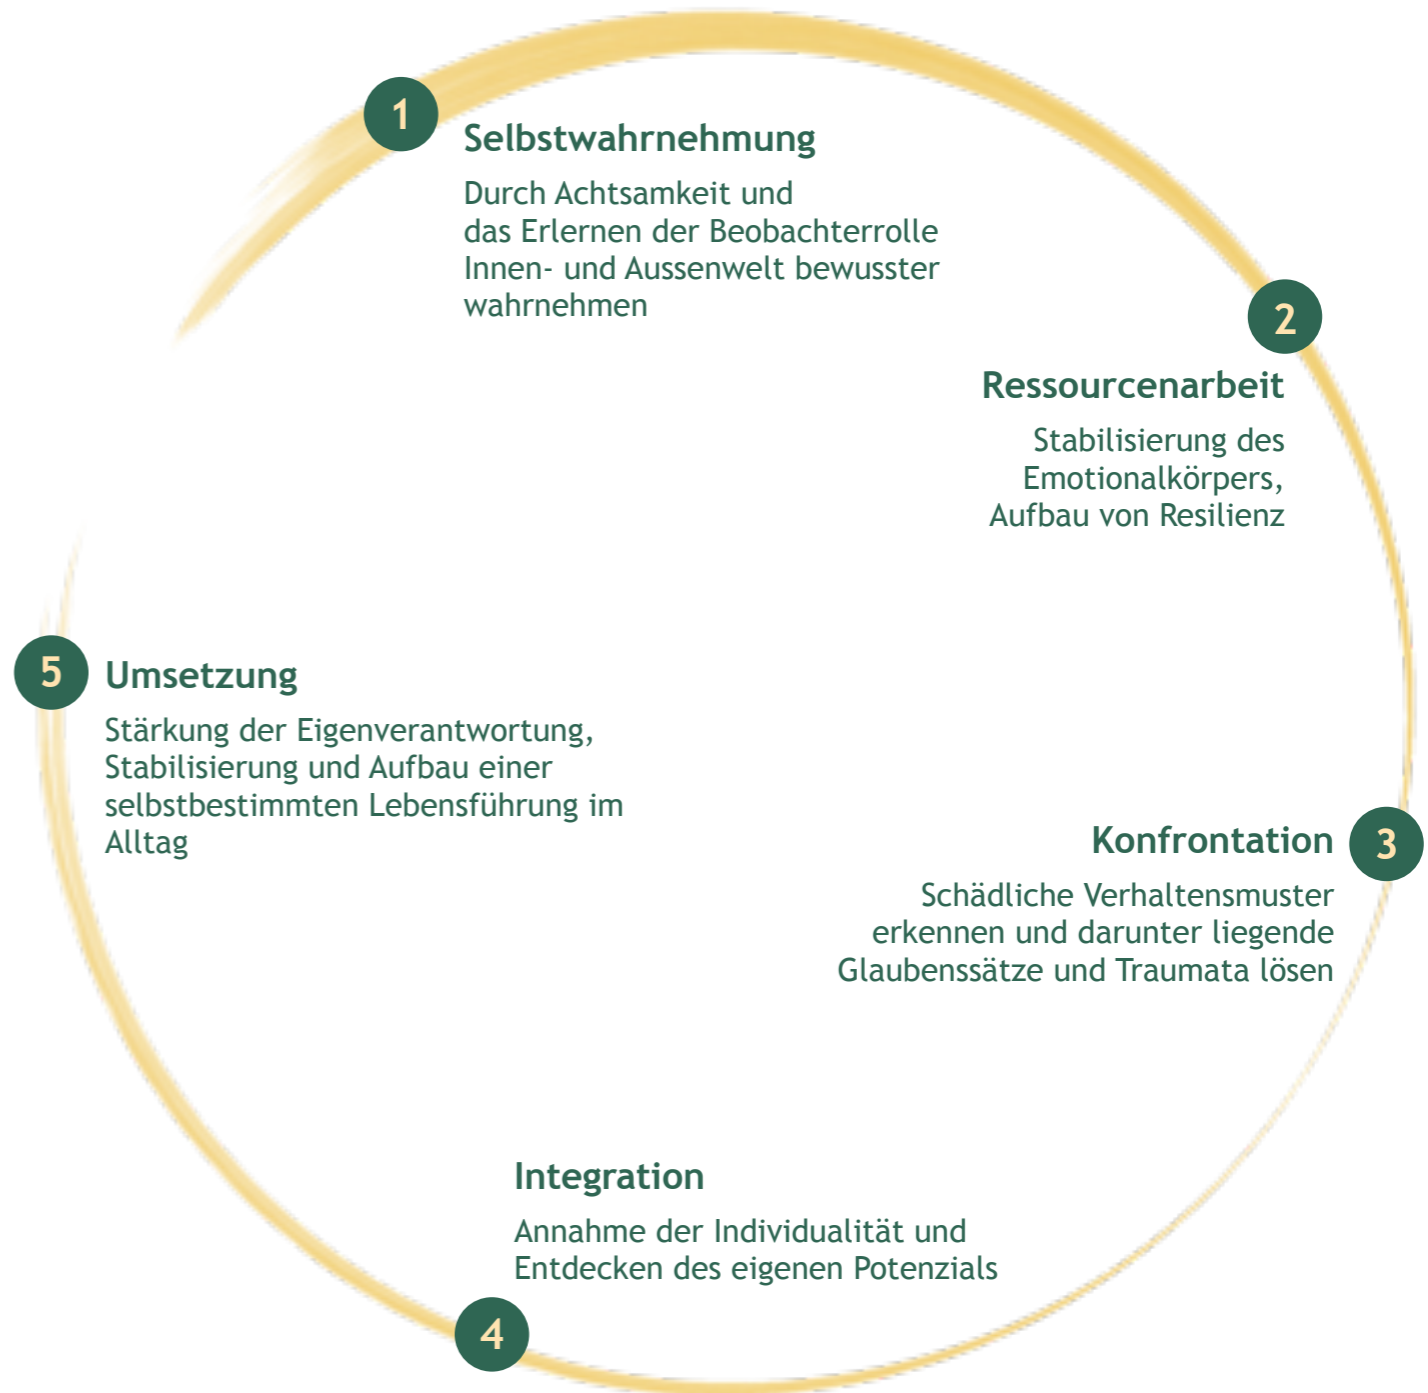 1
Selbstwahrnehmung
Durch Achtsamkeit und
das Erlernen der Beobachterrolle
Innen- und Aussenwelt bewusster
wahrnehmen
2
Ressourcenarbeit
Stabilisierung des
Emotionalkörpers,
Aufbau von Resilienz
3
Konfrontation
Schädliche Verhaltensmuster
erkennen und darunter liegende
Glaubenssätze und Traumata lösen
4
Integration
Annahme der Individualität und
Entdecken des eigenen Potenzials
5
Umsetzung
Stärkung der Eigenverantwortung,
Stabilisierung und Aufbau einer
selbstbestimmten Lebensführung im
Alltag